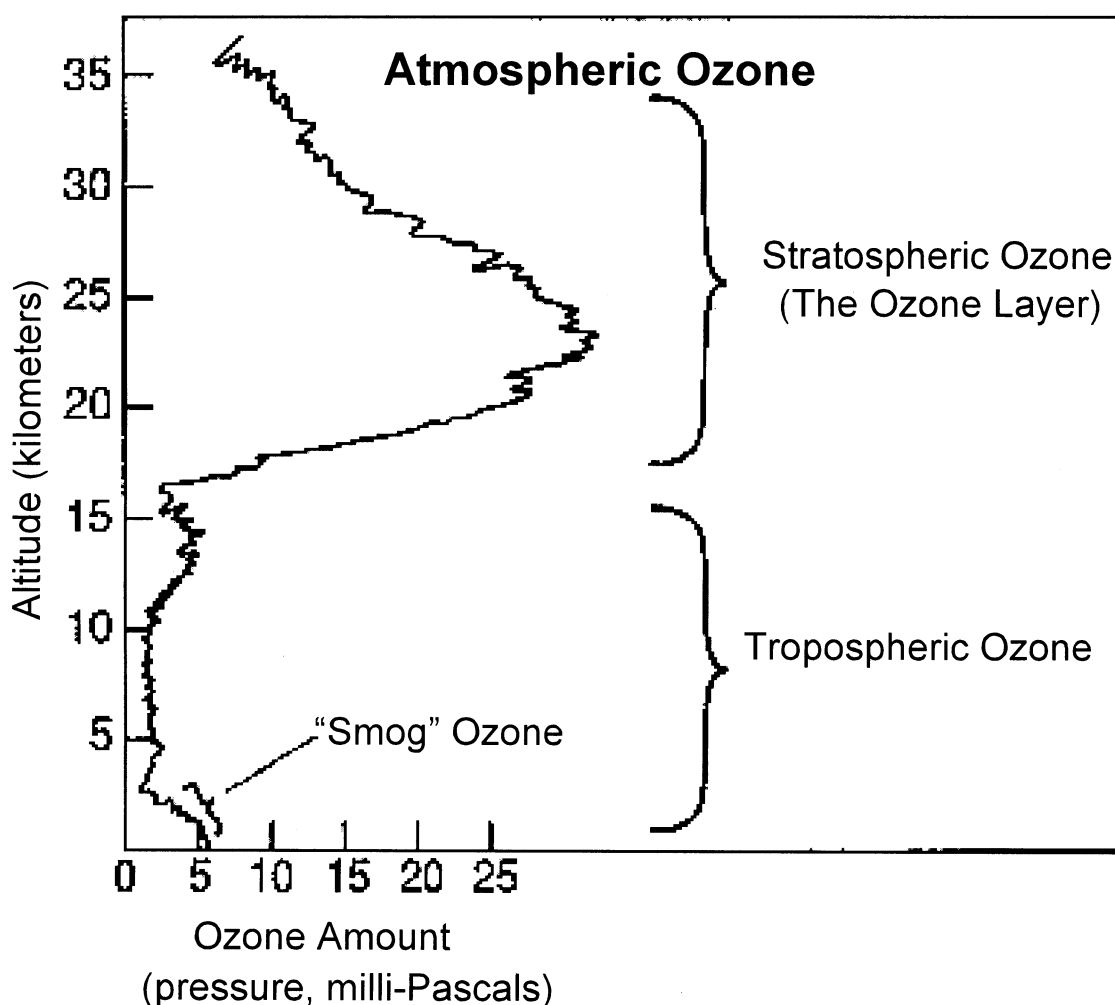 Atmospheric Ozone
35
30
25
20
15
10
5
Altitude (kilometers)
Stratospheric Ozone
(The Ozone Layer)
Tropospheric Ozone
“Smog” Ozone
0 5 10 15 20 25
Ozone Amount
(pressure, milli-Pascals)